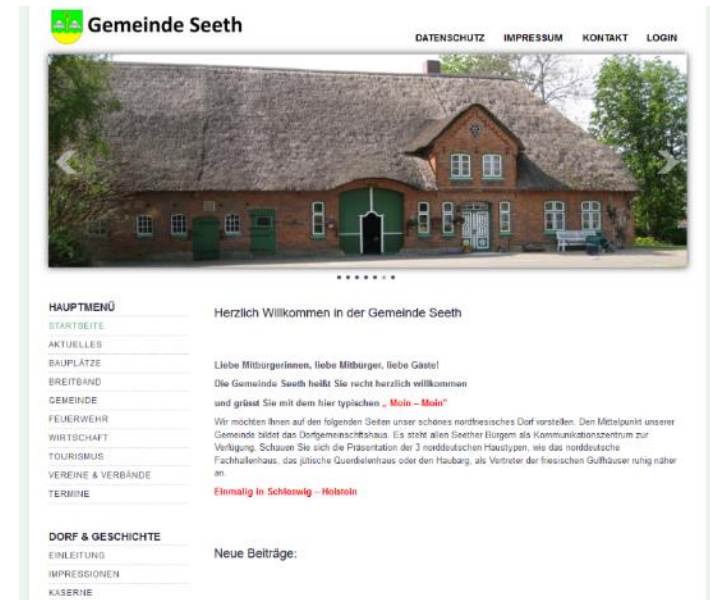 Gemeinde Seeth
DATENSCHUTZ IMPRESSUM KONTAKT LOGIN
HAUPTMENÜ
STARTSEITE
AKTUELLES
BAUPLÄTZE
BREITBAND
GEMEINDE
FEUERWEHR
WIRTSCHAFT
TOURISMUS
VEREINE & VERBÄNDE
TERMINE
DORF & GESCHICHTE
EINLEITUNG
IMPRESSIONEN
KASERNE
Herzlich Willkommen in der Gemeinde Seeth
Liebe Mitbürgerinnen, liebe Mitbürger, liebe Gäste!
Die Gemeinde Seeth heißt Sie recht herzlich willkommen
und grüsst Sie mit dem hier typischen „ Moin – Moin"
Wir möchten Ihnen auf den folgenden Seiten unser schönes nordfriesisches Dorf vorstellen. Den Mittelpunkt unserer
Gemeinde bildet das Dorfgemeinschftshaus. Es steht allen Seether Bürgern als Kommunikationszentrum zur
Verfügung. Schauen Sie sich die Präsentation der 3 norddeutschen Haustypen, wie das norddeutsche
Fachhallenhaus, das jütische Querdielenhaus oder den Haubarg, als Vertreter der friesischen Gulfhäuser ruhig näher
an.
Einmalig in Schleswig – Holstein
Neue Beiträge: